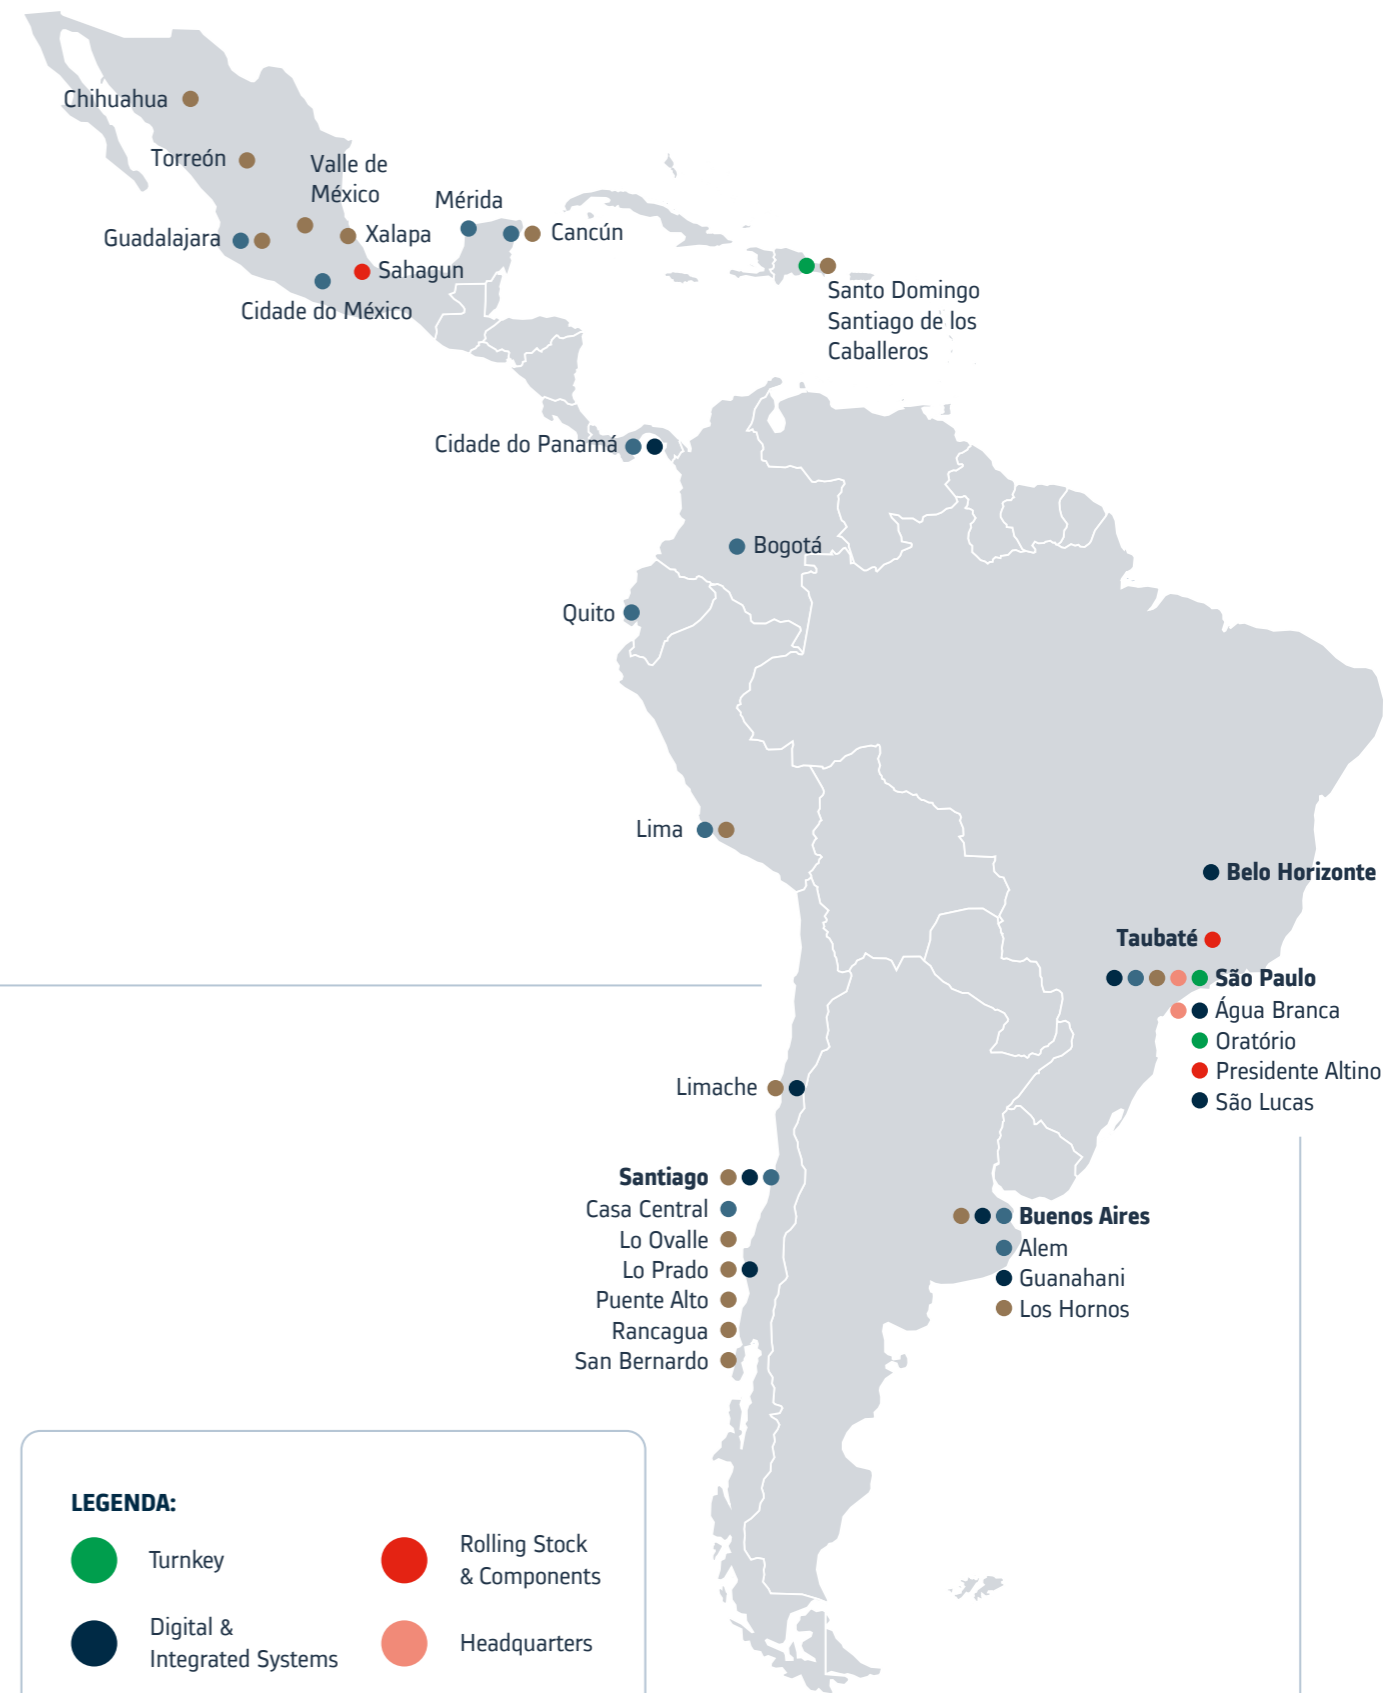 Chihuahua
Torreón
Valle de
México
Mérida
Guadalajara
Xalapa
Cancún
Sahagun
Cidade do México
Santo Domingo
Santiago de los
Caballeros
Cidade do Panamá
Bogotá
Quito
Lima
Belo Horizonte
Taubaté
São Paulo
Água Branca
Oratório
Presidente Altino
São Lucas
Limache
Santiago
Casa Central
Lo Ovalle
Lo Prado
Puente Alto
Rancagua
San Bernardo
Buenos Aires
Alem
Guanahani
Los Hornos
LEGENDA:
Turnkey
Rolling Stock
& Components
Digital &
Integrated Systems
Headquarters